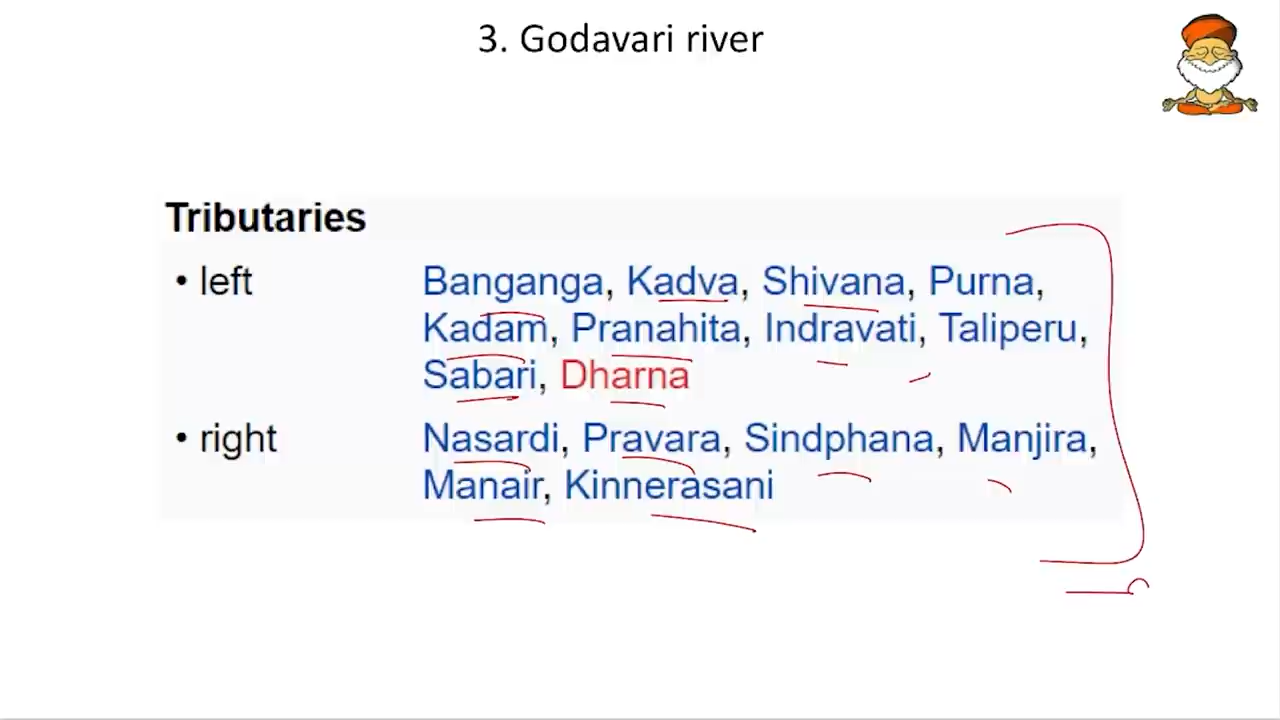 3. Godavari river
Tributaries
• left Banganga, Kadva, Shivana, Purna,
Kadam, Pranahita, Indravati, Taliperu,
Sabari, Dharna
• right Nasardi, Pravara, Sindphana, Manjira,
Manair, Kinnerasani